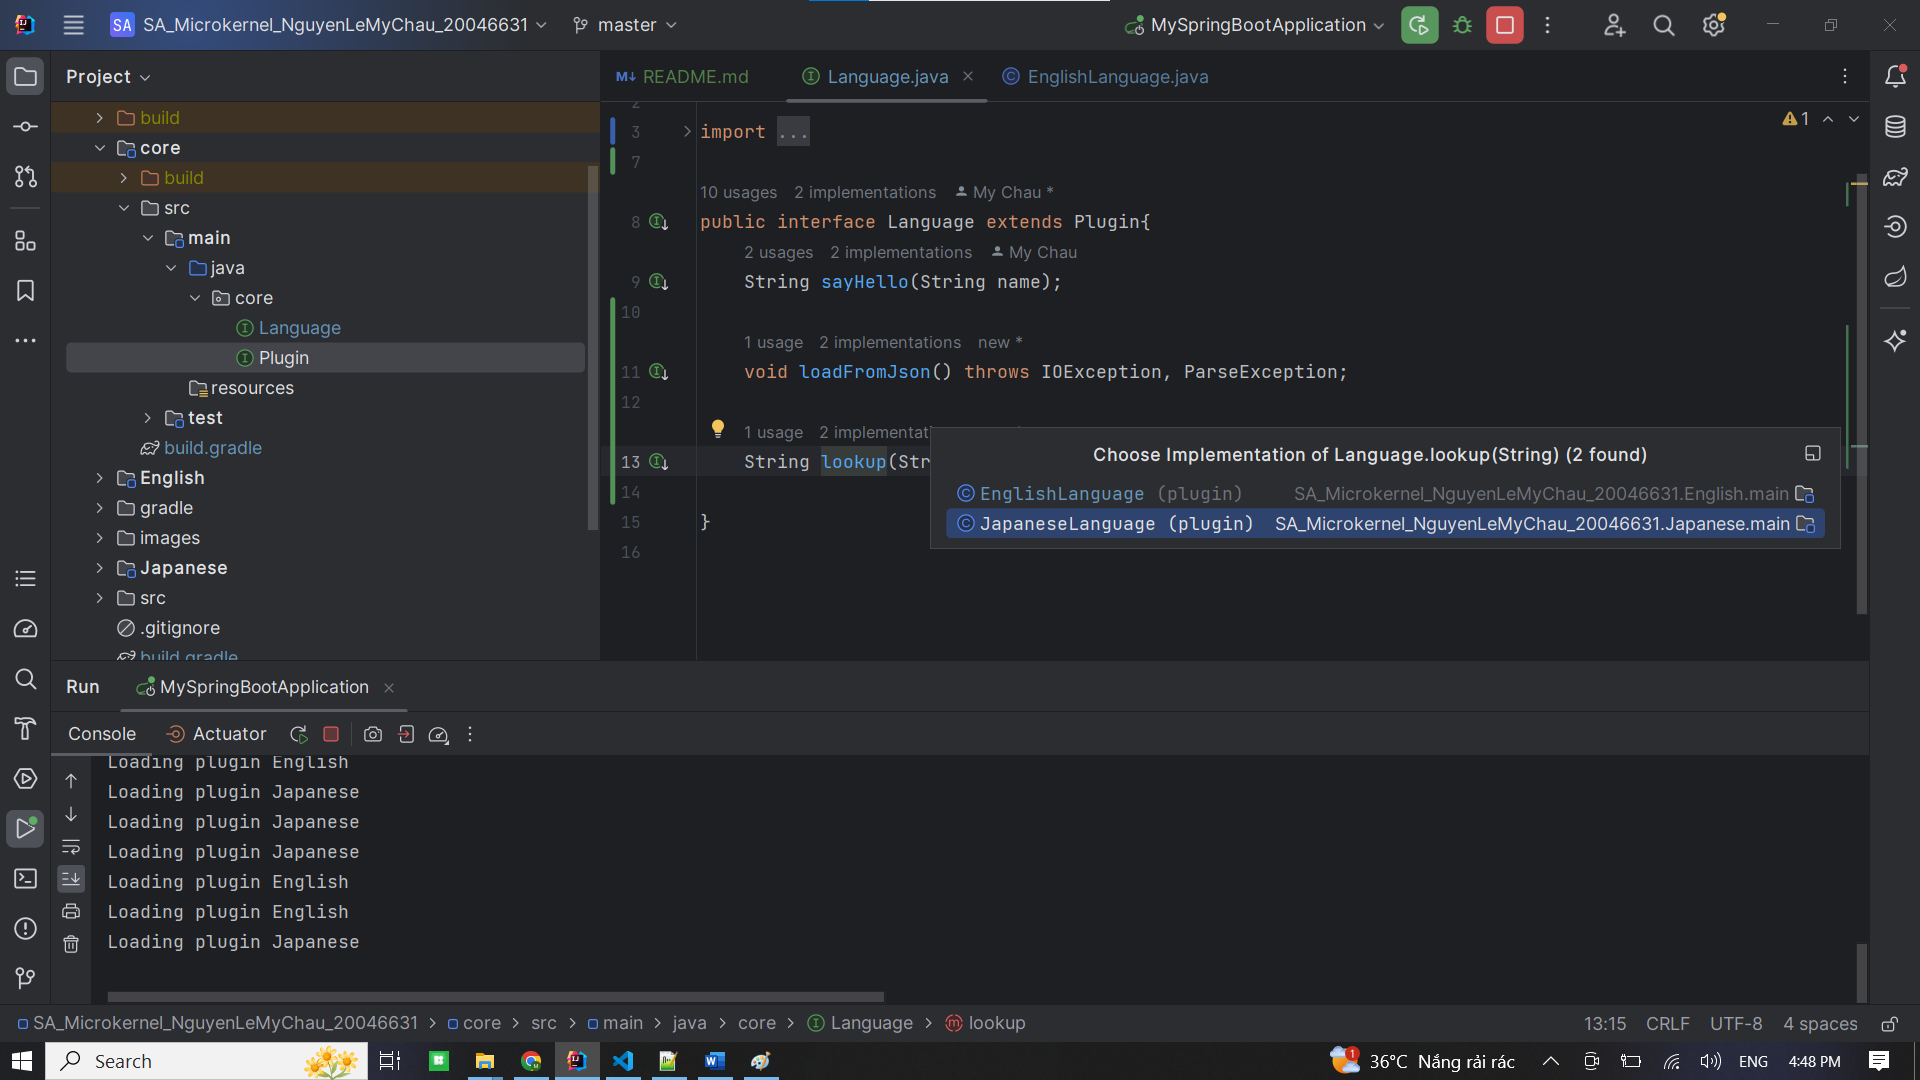 SA SA_Microkernel_NguyenLeMyChau_20046631 master MySpringBootApplication
Project
build
core
build
src
main
java
core
Language
Plugin
resources
test
build.gradle
English
gradle
images
Japanese
src
.gitignore
build.gradle
M↓ README.md Language.java EnglishLanguage.java
2
3 import ...
7
10 usages 2 implementations My Chau *
8 public interface Language extends Plugin{
2 usages 2 implementations My Chau
9 String sayHello(String name);
10
1 usage 2 implementations new *
11 void loadFromJson() throws IOException, ParseException;
12
1 usage 2 implementati
13 String lookup(Str
14
15 }
16
1
Choose Implementation of Language.lookup(String) (2 found)
EnglishLanguage (plugin) SA_Microkernel_NguyenLeMyChau_20046631.English.main
JapaneseLanguage (plugin) SA_Microkernel_NguyenLeMyChau_20046631.Japanese.main
Run MySpringBootApplication
Console Actuator
Loading plugin English
Loading plugin Japanese
Loading plugin Japanese
Loading plugin Japanese
Loading plugin English
Loading plugin English
Loading plugin Japanese
SA_Microkernel_NguyenLeMyChau_20046631 > core > src > main > java > core > Language > lookup
13:15 CRLF UTF-8 4 spaces
Search
1 36°C Nắng rải rác ENG 4:48 PM